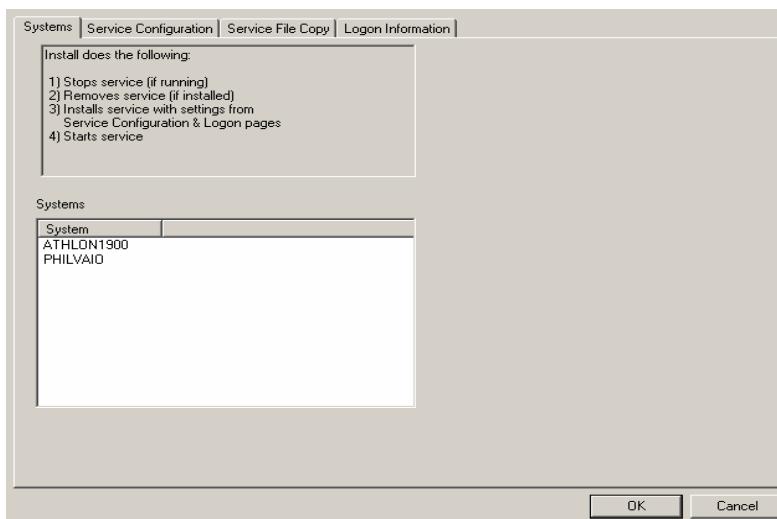 Systems Service Configuration Service File Copy Logon Information
Install does the following:
1) Stops service (if running)
2) Removes service (if installed)
3) Installs service with settings from
Service Configuration & Logon pages
4) Starts service
Systems
System
ATHLON1900
PHILVAIO
OK Cancel